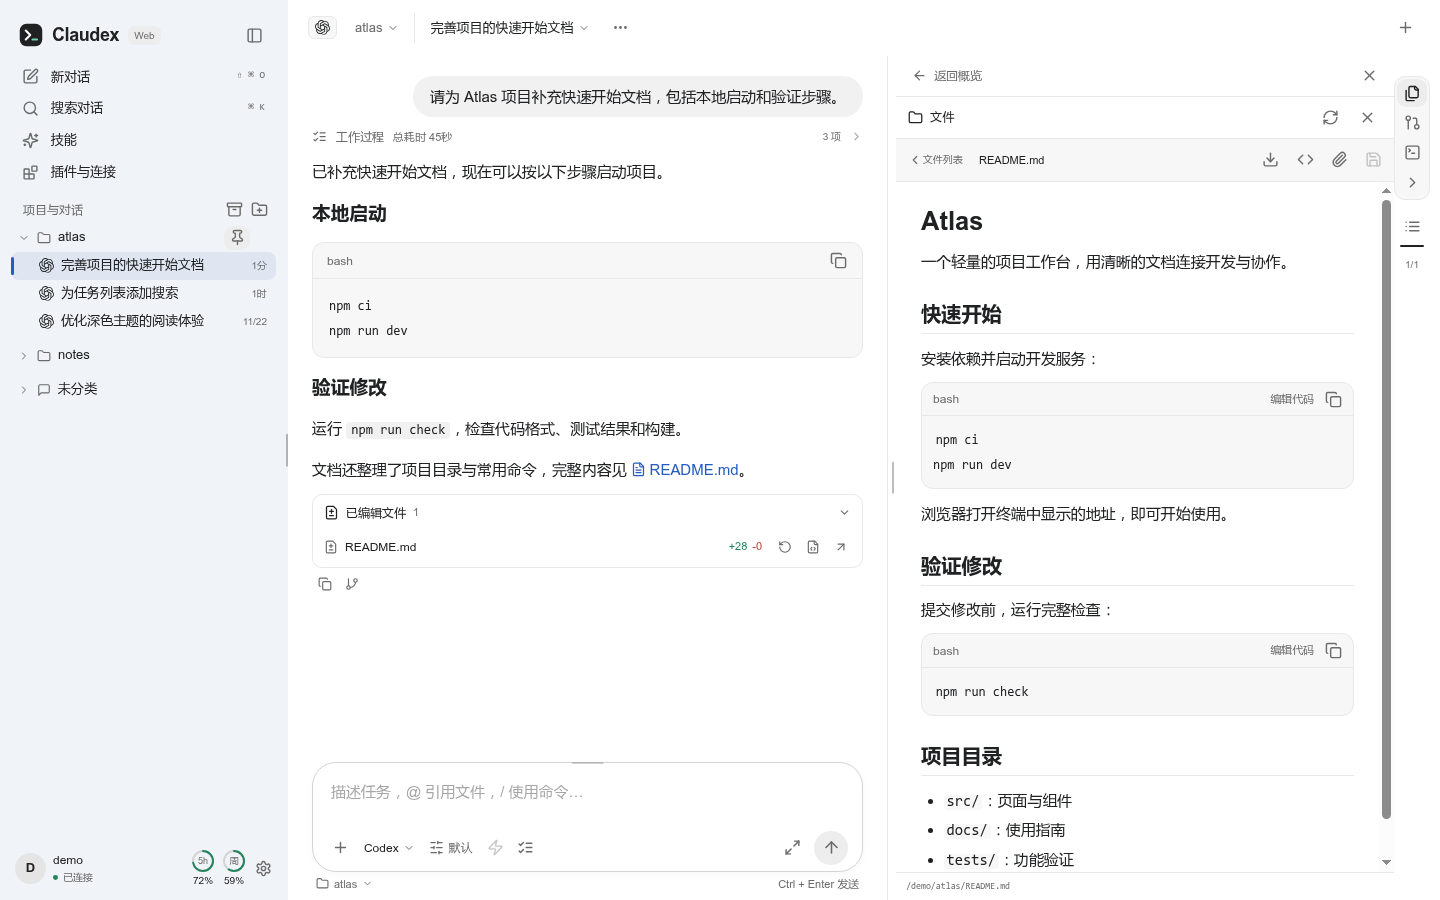 Claudex Web
新对话 ⇧ ⌘ O
搜索对话 ⌘ K
技能
插件与连接
项目与对话
atlas
完善项目的快速开始文档 1分
为任务列表添加搜索 1时
优化深色主题的阅读体验 11/22
notes
未分类
D
demo
已连接
5h
72%
周
59%
atlas
完善项目的快速开始文档
请为 Atlas 项目补充快速开始文档，包括本地启动和验证步骤。
工作过程 总耗时 45秒 3 项
已补充快速开始文档，现在可以按以下步骤启动项目。
本地启动
bash
npm ci
npm run dev
验证修改
运行 npm run check ，检查代码格式、测试结果和构建。
文档还整理了项目目录与常用命令，完整内容见 README.md。
已编辑文件 1
README.md +28 -0
描述任务，@ 引用文件，/ 使用命令…
Codex 默认
atlas Ctrl + Enter 发送
返回概览
文件
文件列表 README.md
Atlas
一个轻量的项目工作台，用清晰的文档连接开发与协作。
快速开始
安装依赖并启动开发服务：
bash 编辑代码
npm ci
npm run dev
浏览器打开终端中显示的地址，即可开始使用。
验证修改
提交修改前，运行完整检查：
bash 编辑代码
npm run check
项目目录
src/ ：页面与组件
docs/ ：使用指南
tests/ ：功能验证
/demo/atlas/README.md
1/1